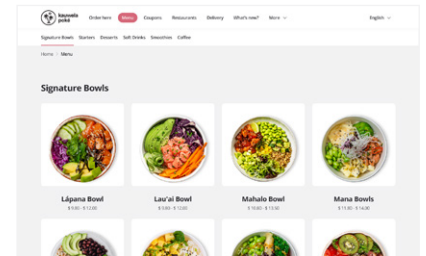 kauwela
poké
Order here Menu Coupons Restaurants Delivery What's new? More English
Signature Bowls Starters Desserts Soft Drinks Smoothies Coffee
Home Menu
Signature Bowls
Lápana Bowl Lau'ai Bowl Mahalo Bowl Mana Bowls